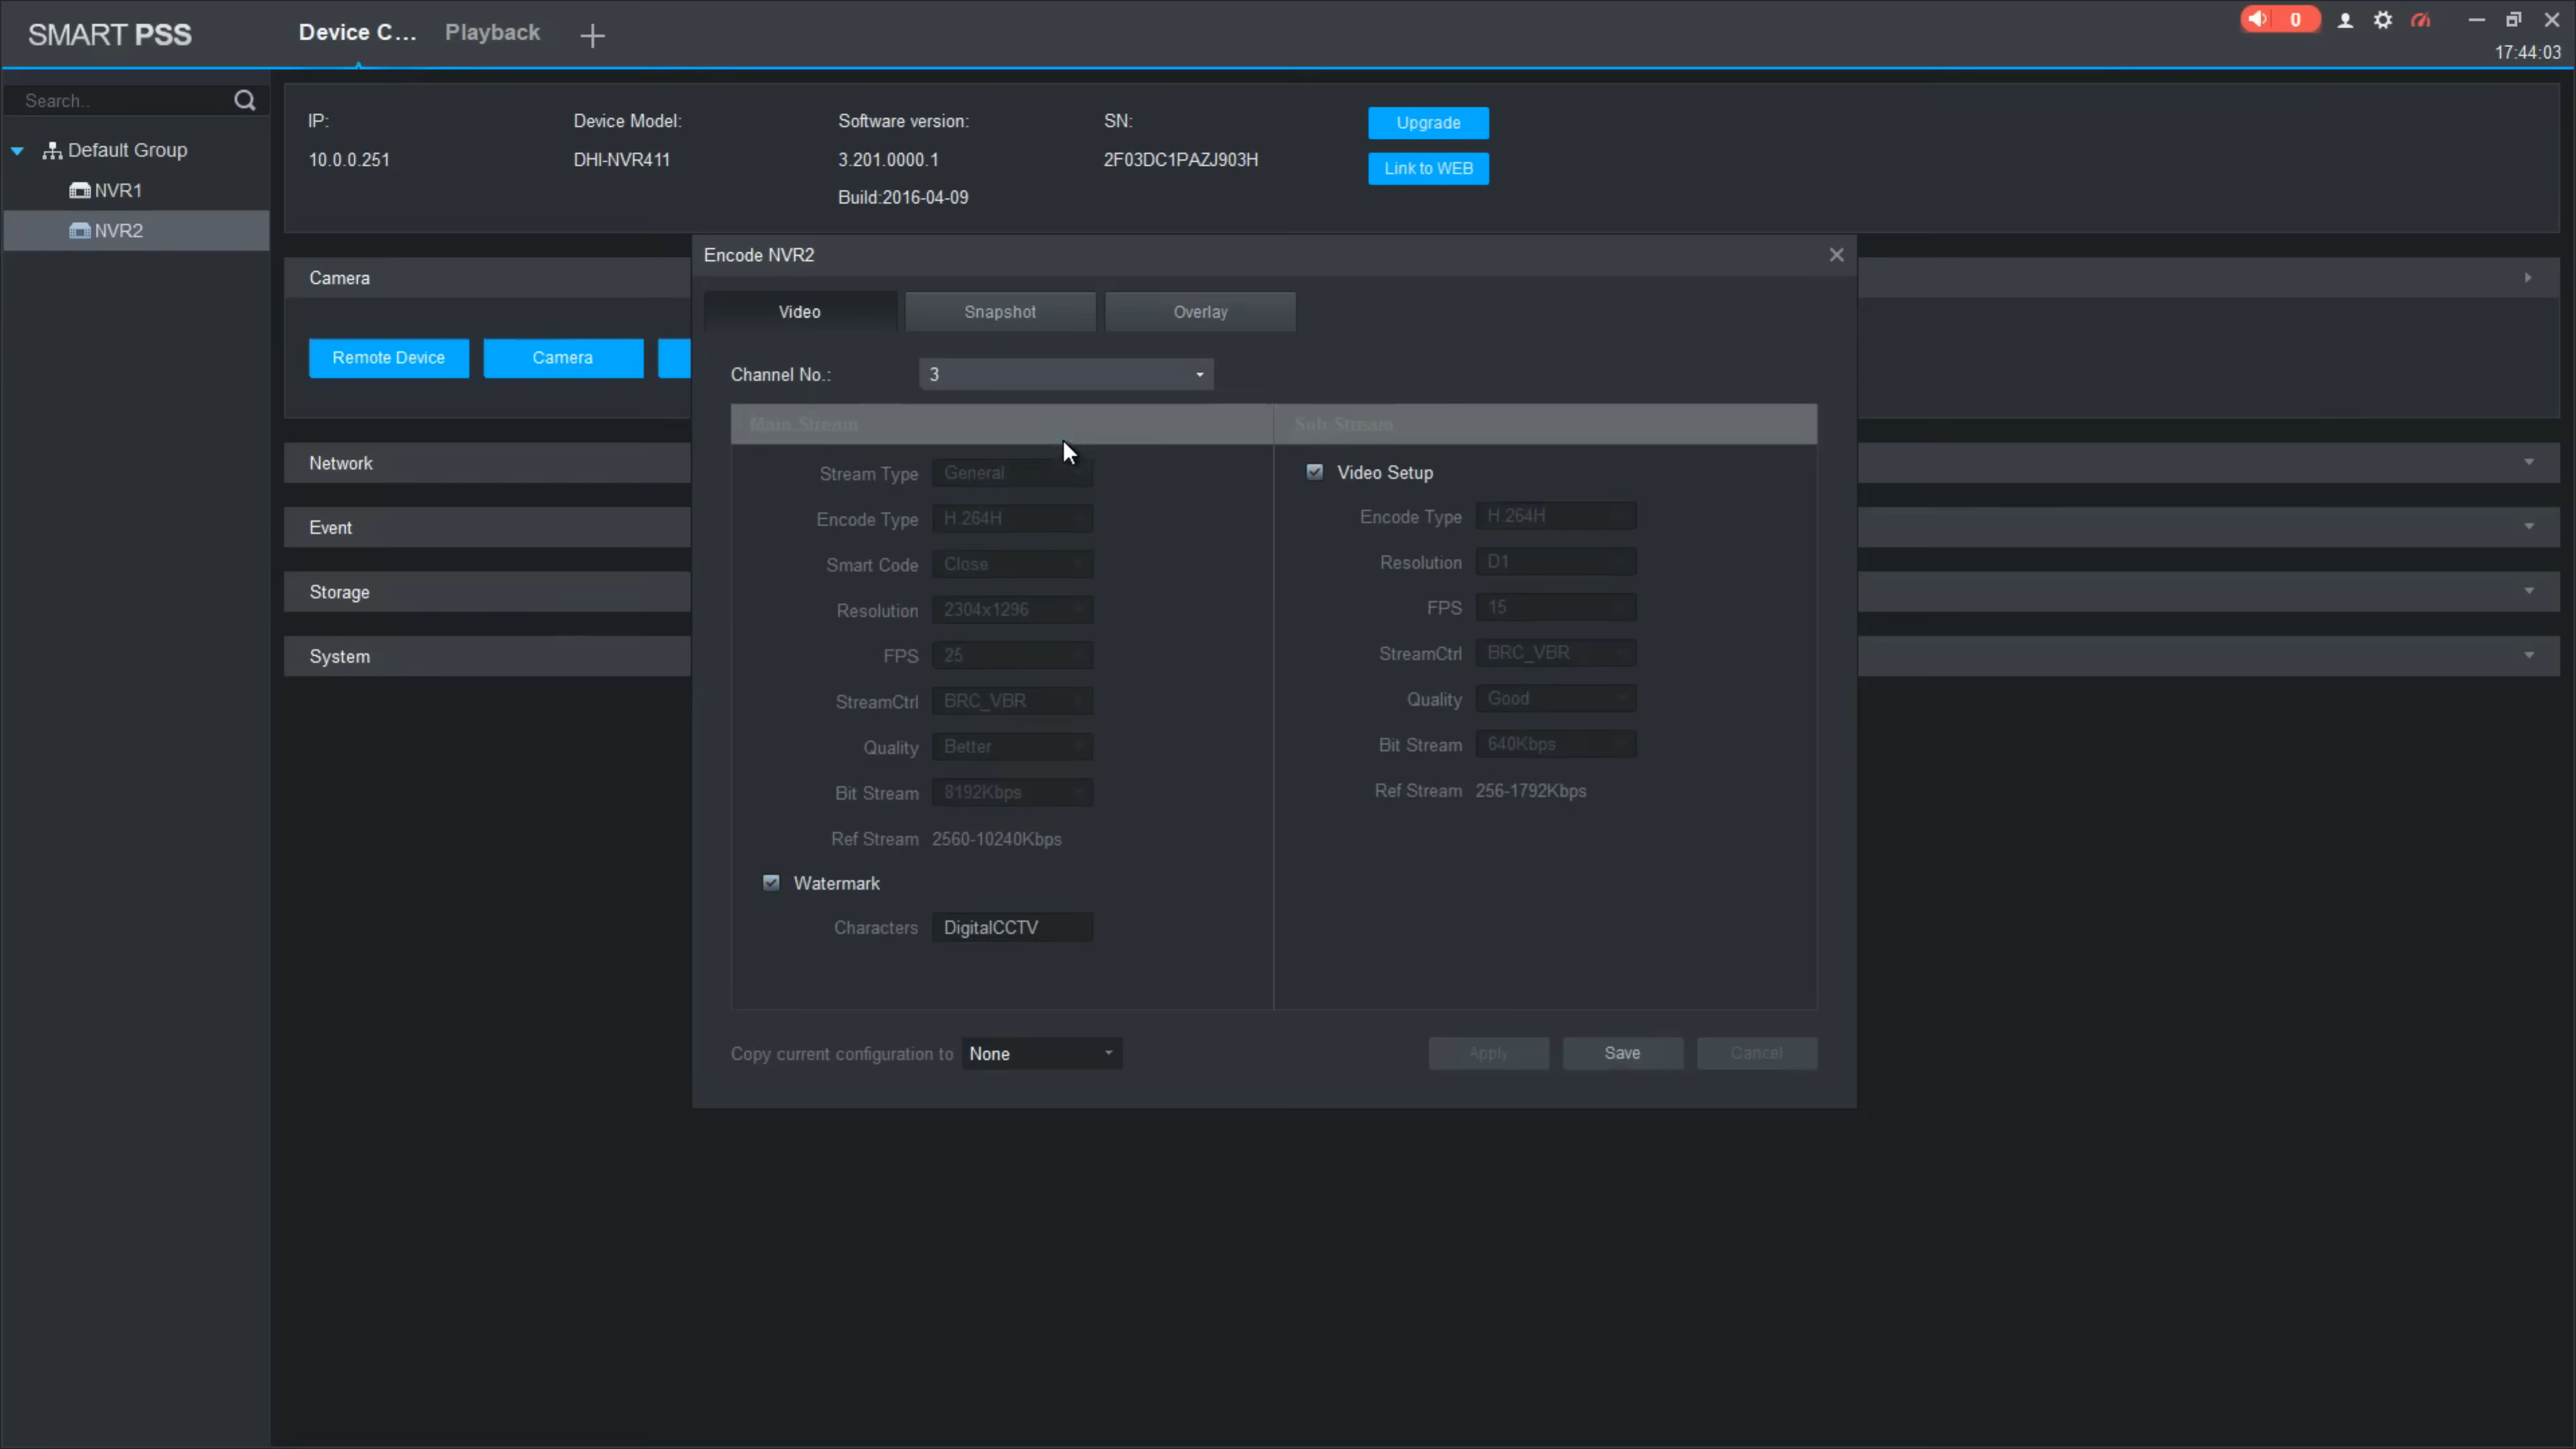 SMART PSS
Device C...
Playback
0
17:44:03
Search..
Default Group
NVR1
NVR2
IP:
Device Model:
Software version:
SN:
10.0.0.251
DHI-NVR411
3.201.0000.1
2F03DC1PAZJ903H
Build:2016-04-09
Upgrade
Link to WEB
Camera
Remote Device
Camera
Network
Event
Storage
System
Encode NVR2
Video
Snapshot
Overlay
Channel No.:
3
Main Stream
Sub Stream
Stream Type
General
Encode Type
H.264H
Smart Code
Close
Resolution
2304x1296
FPS
25
StreamCtrl
BRC_VBR
Quality
Better
Bit Stream
8192Kbps
Ref Stream
2560-10240Kbps
Watermark
Characters
DigitalCCTV
Video Setup
Encode Type
H.264H
Resolution
D1
FPS
15
StreamCtrl
BRC_VBR
Quality
Good
Bit Stream
640Kbps
Ref Stream
256-1792Kbps
Copy current configuration to
None
Apply
Save
Cancel